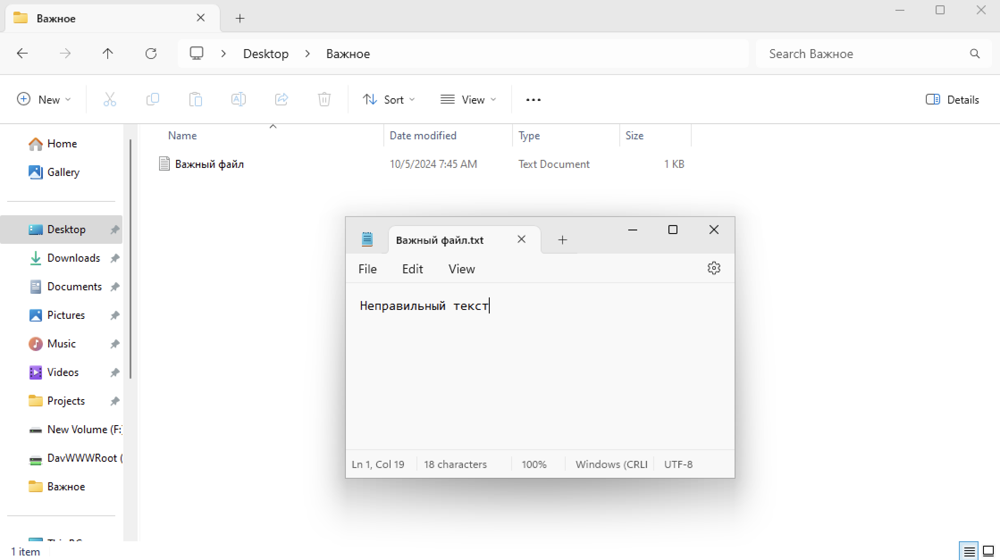 Важное
Desktop
Важное
Search Важное
New
Sort
View
Details
Name
Date modified
Type
Size
Важный файл
10/5/2024 7:45 AM
Text Document
1 KB
Home
Gallery
Desktop
Downloads
Documents
Pictures
Music
Videos
Projects
New Volume (F:)
DavWWWRoot (
Важное
This PC
1 item
Важный файл.txt
File
Edit
View
Неправильный текст
Ln 1, Col 19
18 characters
100%
Windows (CRLI
UTF-8